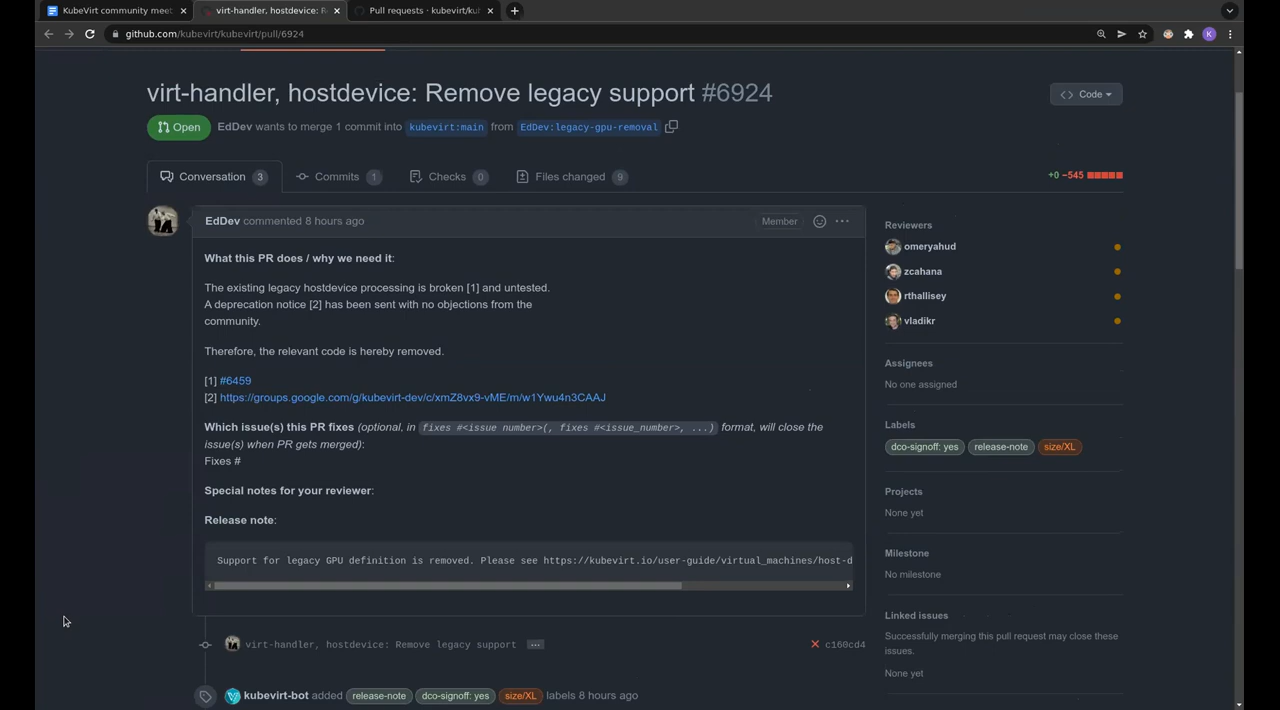 KubeVirt community meet
virt-handler, hostdevice: R
Pull requests · kubevirt/ku
github.com/kubevirt/kubevirt/pull/6924
K
virt-handler, hostdevice: Remove legacy support #6924
Code
Open
EdDev wants to merge 1 commit into kubevirt:main from EdDev:legacy-gpu-removal
Conversation 3
Commits 1
Checks 0
Files changed 9
+0 −545
EdDev commented 8 hours ago
Member
What this PR does / why we need it:
The existing legacy hostdevice processing is broken [1] and untested.
A deprecation notice [2] has been sent with no objections from the
community.
Therefore, the relevant code is hereby removed.
[1] #6459
[2] https://groups.google.com/g/kubevirt-dev/c/xmZ8vx9-vME/m/w1Ywu4n3CAAJ
Which issue(s) this PR fixes (optional, in fixes #<issue number>(, fixes #<issue_number>, ...) format, will close the
issue(s) when PR gets merged):
Fixes #
Special notes for your reviewer:
Release note:
Support for legacy GPU definition is removed. Please see https://kubevirt.io/user-guide/virtual_machines/host-d
virt-handler, hostdevice: Remove legacy support
c160cd4
kubevirt-bot added release-note dco-signoff: yes size/XL labels 8 hours ago
Reviewers
omeryahud
zcahana
rthallisey
vladikr
Assignees
No one assigned
Labels
dco-signoff: yes release-note size/XL
Projects
None yet
Milestone
No milestone
Linked issues
Successfully merging this pull request may close these
issues.
None yet